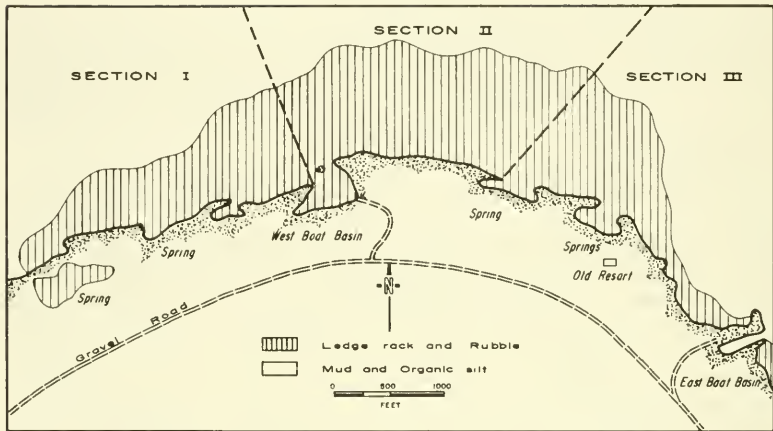 SECTION II
SECTION I
SECTION III
Spring
Spring
West Boat Basin
Spring
Springs
Old Resort
Gravel Road
N
Ledge rack and Rubble
Mud and Organic silt
0 500 1000
FEET
East Boat Basin